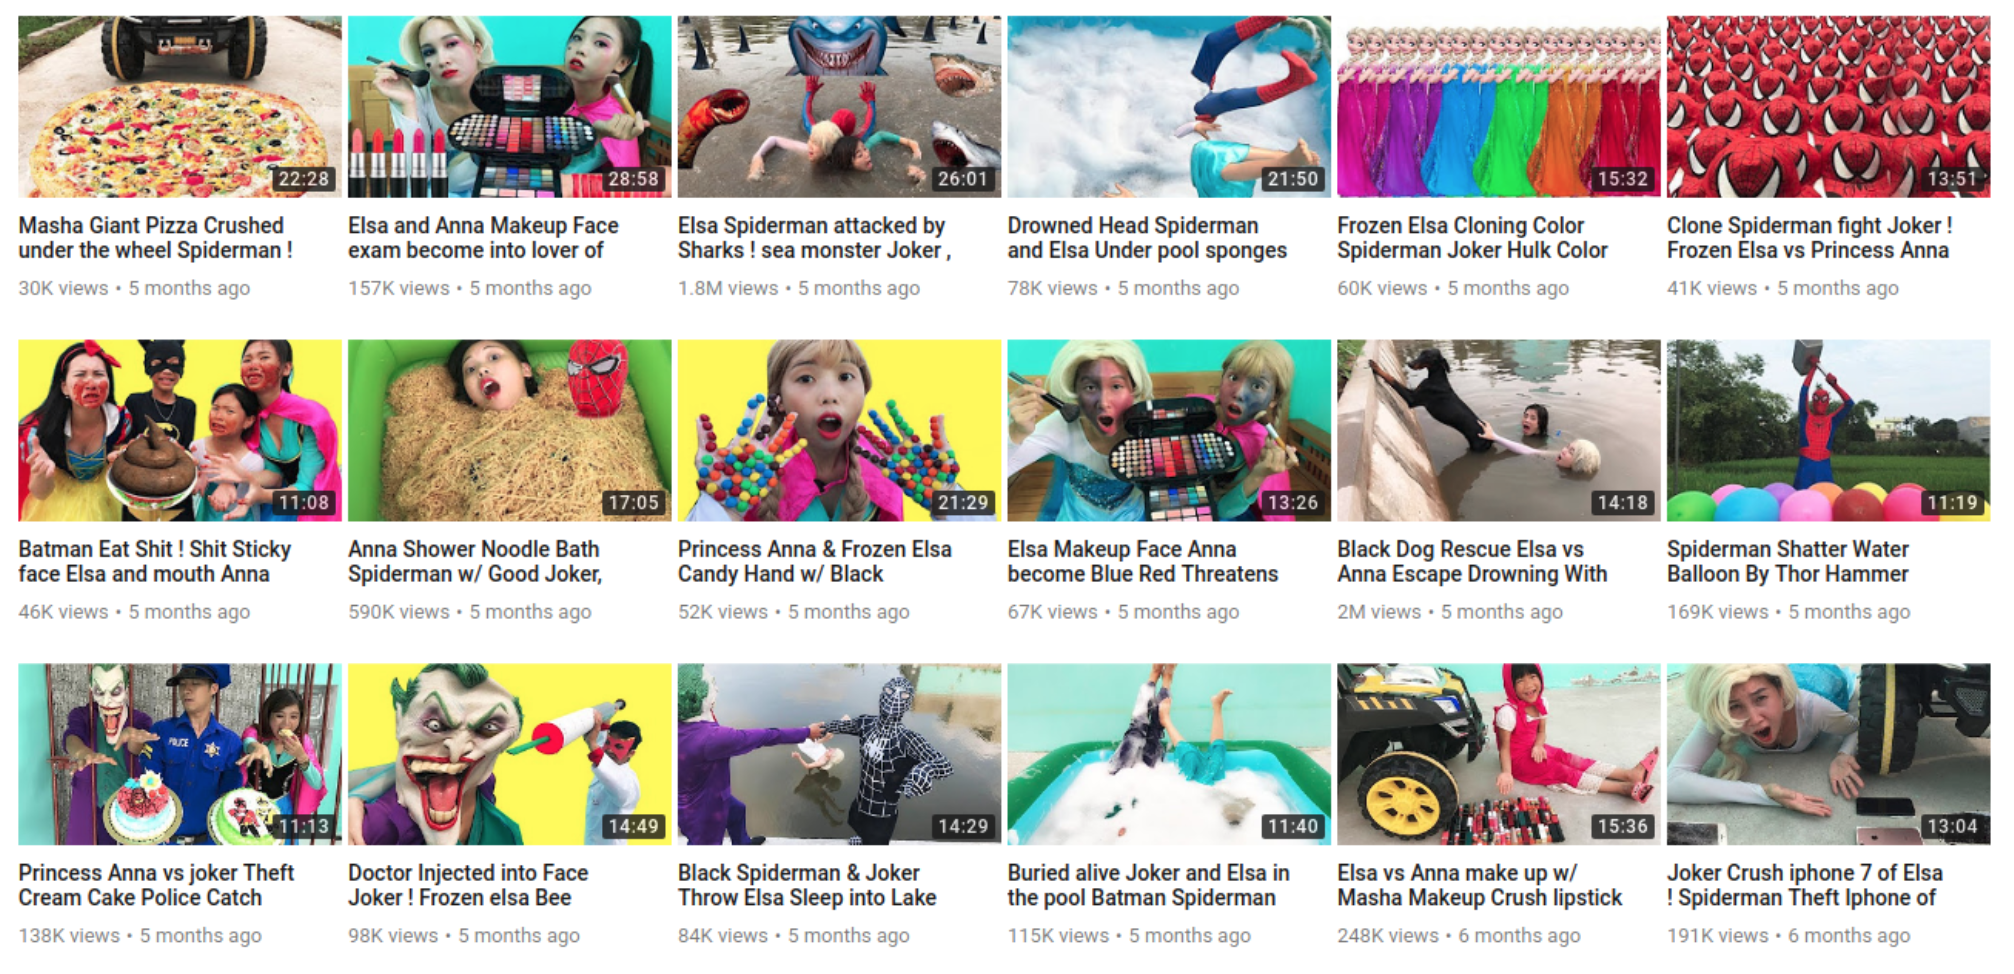 22:28
28:58
26:01
21:50
15:32
13:51
Masha Giant Pizza Crushed
under the wheel Spiderman !
30K views • 5 months ago
Elsa and Anna Makeup Face
exam become into lover of
157K views • 5 months ago
Elsa Spiderman attacked by
Sharks ! sea monster Joker ,
1.8M views • 5 months ago
Drowned Head Spiderman
and Elsa Under pool sponges
78K views • 5 months ago
Frozen Elsa Cloning Color
Spiderman Joker Hulk Color
60K views • 5 months ago
Clone Spiderman fight Joker !
Frozen Elsa vs Princess Anna
41K views • 5 months ago
11:08
17:05
21:29
13:26
14:18
11:19
Batman Eat Shit ! Shit Sticky
face Elsa and mouth Anna
46K views • 5 months ago
Anna Shower Noodle Bath
Spiderman w/ Good Joker,
590K views • 5 months ago
Princess Anna & Frozen Elsa
Candy Hand w/ Black
52K views • 5 months ago
Elsa Makeup Face Anna
become Blue Red Threatens
67K views • 5 months ago
Black Dog Rescue Elsa vs
Anna Escape Drowning With
2M views • 5 months ago
Spiderman Shatter Water
Balloon By Thor Hammer
169K views • 5 months ago
POLICE
11:13
14:49
14:29
11:40
15:36
13:04
Princess Anna vs joker Theft
Cream Cake Police Catch
138K views • 5 months ago
Doctor Injected into Face
Joker ! Frozen elsa Bee
98K views • 5 months ago
Black Spiderman & Joker
Throw Elsa Sleep into Lake
84K views • 5 months ago
Buried alive Joker and Elsa in
the pool Batman Spiderman
115K views • 5 months ago
Elsa vs Anna make up w/
Masha Makeup Crush lipstick
248K views • 6 months ago
Joker Crush iphone 7 of Elsa
! Spiderman Theft Iphone of
191K views • 6 months ago